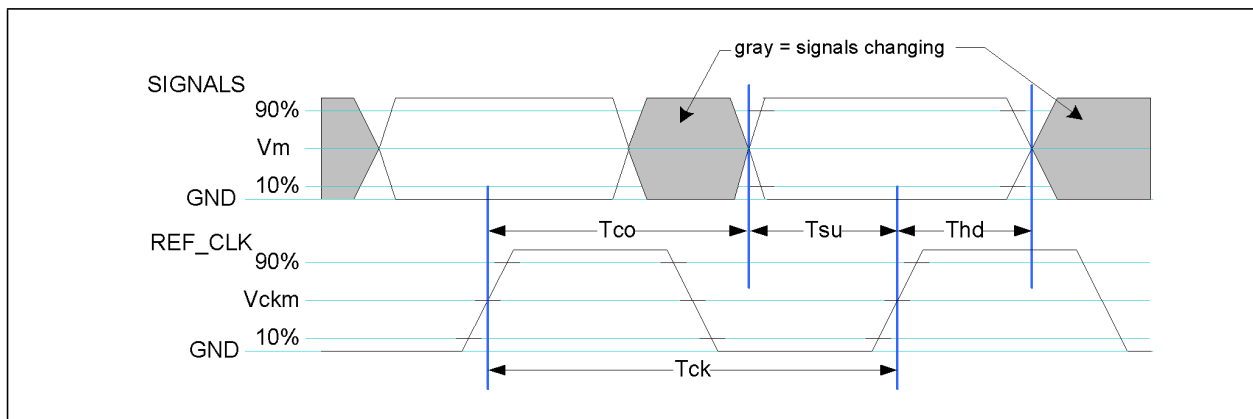 gray = signals changing
SIGNALS
90%
Vm
10%
GND
Tco
Tsu
Thd
REF_CLK
90%
Vckm
10%
GND
Tck